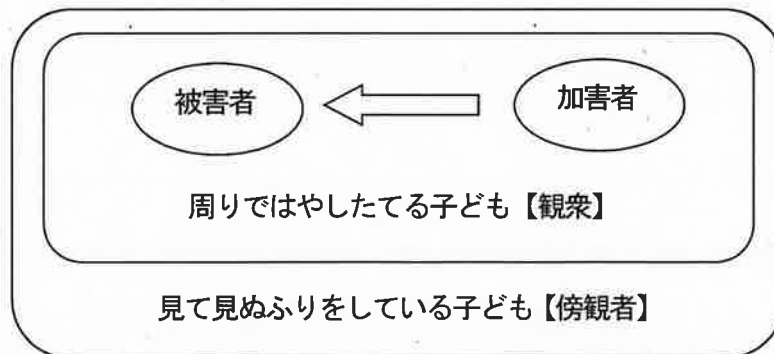 被害者
加害者
周りではやしたてる子ども【観衆】
見て見ぬふりをしている子ども【傍観者】